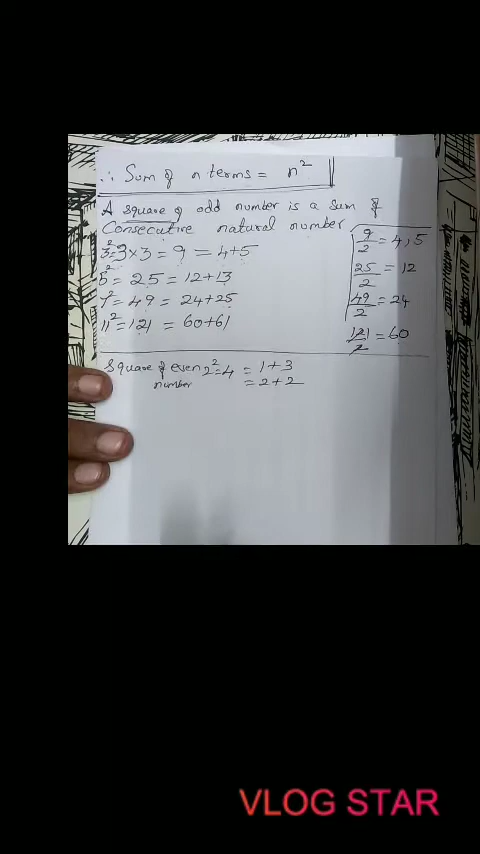 ∴ Sum of n terms = n²
A square of odd number is a sum of
Consecutive natural number
3²=3×3 = 9 = 4+5
5² = 25 = 12+13
7² = 49 = 24+25
11² = 121 = 60+61
9/2 = 4,5
25/2 = 12
49/2 = 24
121/2 = 60
Square of even 2²=4 = 1+3
number = 2+2
VLOG STAR